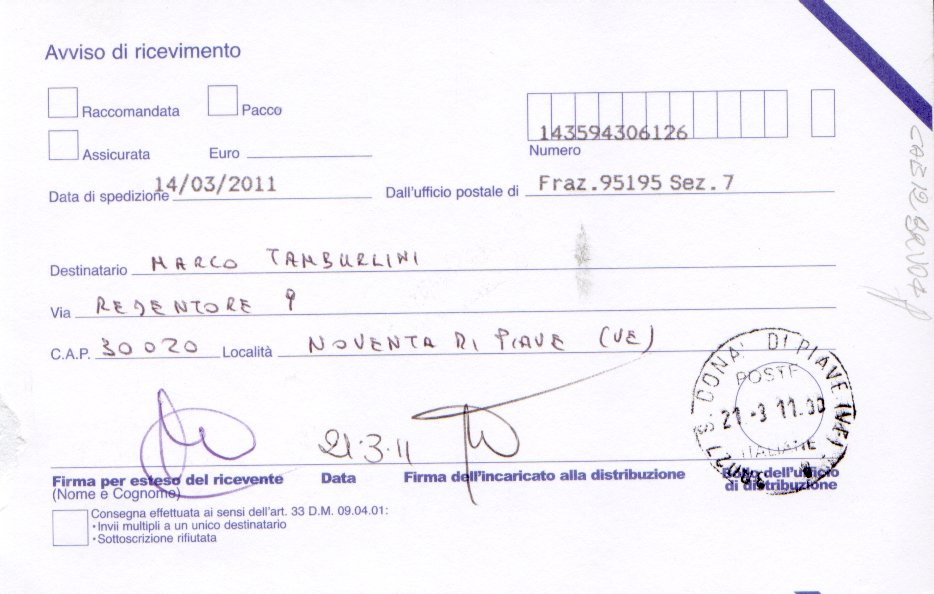 Avviso di ricevimento
Raccomandata Pacco
143594306126
Assicurata Euro Numero
Data di spedizione 14/03/2011 Dall'ufficio postale di Fraz.95195 Sez.7
Destinatario MARCO TAMBURLINI
Via REDENTORE 9
C.A.P. 30020 Località NOVENTA DI PIAVE (VE)
DONA' DI PIAVE
POSTE
21-3 11
ITALIANE
21.3.11
Firma per esteso del ricevente Data Firma dell'incaricato alla distribuzione Bollo dell'ufficio
(Nome e Cognome) di distribuzione
Consegna effettuata ai sensi dell'art. 33 D.M. 09.04.01:
• Invii multipli a un unico destinatario
• Sottoscrizione rifiutata